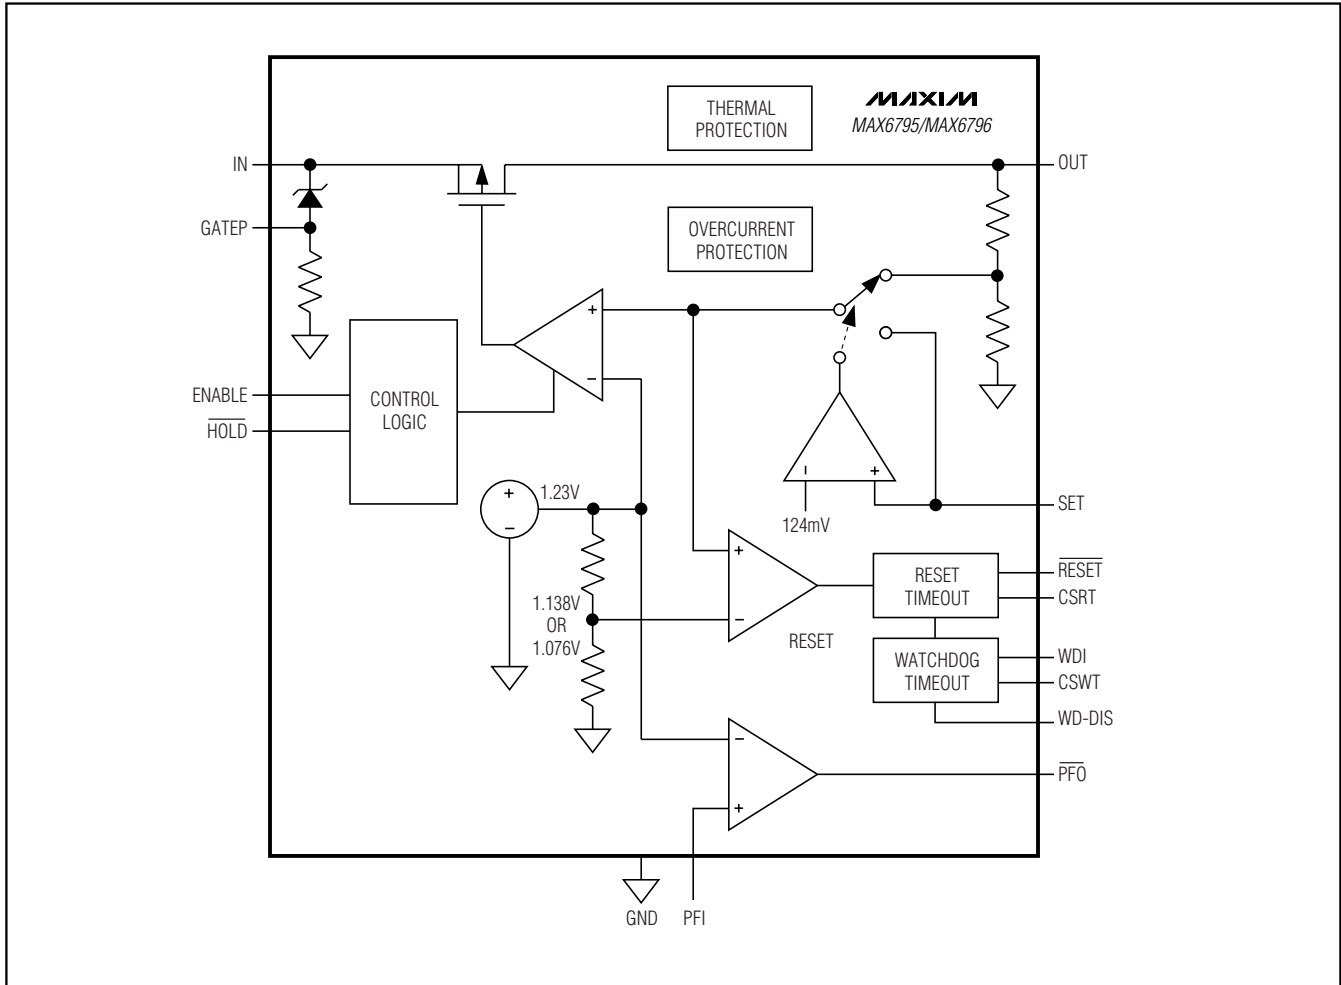 THERMAL
PROTECTION
MAXIM
MAX6795/MAX6796
IN
OUT
GATEP
OVERCURRENT
PROTECTION
+
−
ENABLE
HOLD
CONTROL
LOGIC
+
−
1.23V
−
+
124mV
SET
1.138V
OR
1.076V
+
−
RESET
RESET
TIMEOUT
RESET
CSRT
WATCHDOG
TIMEOUT
WDI
CSWT
WD-DIS
−
+
PFO
GND
PFI